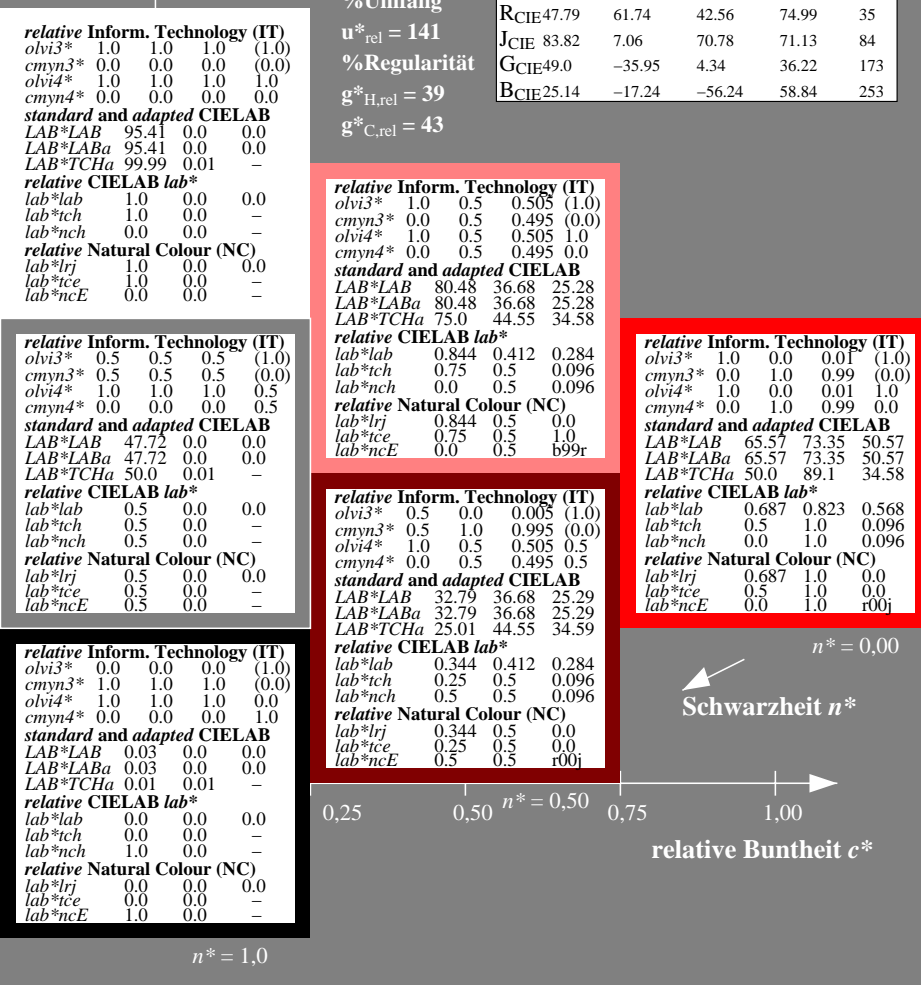 %Umfang
u*rel = 141
%Regularität
g*H,rel = 39
g*C,rel = 43
RCIE 47.79 61.74 42.56 74.99 35
JCIE 83.82 7.06 70.78 71.13 84
GCIE 49.0 −35.95 4.34 36.22 173
BCIE 25.14 −17.24 −56.24 58.84 253
relative Inform. Technology (IT)
olvi3* 1.0 1.0 1.0 (1.0)
cmyn3* 0.0 0.0 0.0 (0.0)
olvi4* 1.0 1.0 1.0 1.0
cmyn4* 0.0 0.0 0.0 0.0
standard and adapted CIELAB
LAB*LAB 95.41 0.0 0.0
LAB*LABa 95.41 0.0 0.0
LAB*TCHa 99.99 0.01 –
relative CIELAB lab*
lab*lab 1.0 0.0 0.0
lab*tch 1.0 0.0 –
lab*nch 0.0 0.0 –
relative Natural Colour (NC)
lab*lrj 1.0 0.0 0.0
lab*tce 1.0 0.0 –
lab*ncE 0.0 0.0 –
relative Inform. Technology (IT)
olvi3* 1.0 0.5 0.505 (1.0)
cmyn3* 0.0 0.5 0.495 (0.0)
olvi4* 1.0 0.5 0.505 1.0
cmyn4* 0.0 0.5 0.495 0.0
standard and adapted CIELAB
LAB*LAB 80.48 36.68 25.28
LAB*LABa 80.48 36.68 25.28
LAB*TCHa 75.0 44.55 34.58
relative CIELAB lab*
lab*lab 0.844 0.412 0.284
lab*tch 0.75 0.5 0.096
lab*nch 0.0 0.5 0.096
relative Natural Colour (NC)
lab*lrj 0.844 0.5 0.0
lab*tce 0.75 0.5 1.0
lab*ncE 0.0 0.5 b99r
relative Inform. Technology (IT)
olvi3* 0.5 0.5 0.5 (1.0)
cmyn3* 0.5 0.5 0.5 (0.0)
olvi4* 1.0 1.0 1.0 0.5
cmyn4* 0.0 0.0 0.0 0.5
standard and adapted CIELAB
LAB*LAB 47.72 0.0 0.0
LAB*LABa 47.72 0.0 0.0
LAB*TCHa 50.0 0.01 –
relative CIELAB lab*
lab*lab 0.5 0.0 0.0
lab*tch 0.5 0.0 –
lab*nch 0.5 0.0 –
relative Natural Colour (NC)
lab*lrj 0.5 0.0 0.0
lab*tce 0.5 0.0 –
lab*ncE 0.5 0.0 –
relative Inform. Technology (IT)
olvi3* 1.0 0.0 0.01 (1.0)
cmyn3* 0.0 1.0 0.99 (0.0)
olvi4* 1.0 0.0 0.01 1.0
cmyn4* 0.0 1.0 0.99 0.0
standard and adapted CIELAB
LAB*LAB 65.57 73.35 50.57
LAB*LABa 65.57 73.35 50.57
LAB*TCHa 50.0 89.1 34.58
relative CIELAB lab*
lab*lab 0.687 0.823 0.568
lab*tch 0.5 1.0 0.096
lab*nch 0.0 1.0 0.096
relative Natural Colour (NC)
lab*lrj 0.687 1.0 0.0
lab*tce 0.5 1.0 0.0
lab*ncE 0.0 1.0 r00j
relative Inform. Technology (IT)
olvi3* 0.5 0.0 0.005 (1.0)
cmyn3* 0.5 1.0 0.995 (0.0)
olvi4* 1.0 0.5 0.505 0.5
cmyn4* 0.0 0.5 0.495 0.5
standard and adapted CIELAB
LAB*LAB 32.79 36.68 25.29
LAB*LABa 32.79 36.68 25.29
LAB*TCHa 25.01 44.55 34.59
relative CIELAB lab*
lab*lab 0.344 0.412 0.284
lab*tch 0.25 0.5 0.096
lab*nch 0.5 0.5 0.096
relative Natural Colour (NC)
lab*lrj 0.344 0.5 0.0
lab*tce 0.25 0.5 0.0
lab*ncE 0.5 0.5 r00j
relative Inform. Technology (IT)
olvi3* 0.0 0.0 0.0 (1.0)
cmyn3* 1.0 1.0 1.0 (0.0)
olvi4* 1.0 1.0 1.0 0.0
cmyn4* 0.0 0.0 0.0 1.0
standard and adapted CIELAB
LAB*LAB 0.03 0.0 0.0
LAB*LABa 0.03 0.0 0.0
LAB*TCHa 0.01 0.01 –
relative CIELAB lab*
lab*lab 0.0 0.0 0.0
lab*tch 0.0 0.0 –
lab*nch 1.0 0.0 –
relative Natural Colour (NC)
lab*lrj 0.0 0.0 0.0
lab*tce 0.0 0.0 –
lab*ncE 1.0 0.0 –
n* = 0,00
Schwarzheit n*
n* = 0,50
0,25 0,50 0,75 1,00
relative Buntheit c*
n* = 1,0